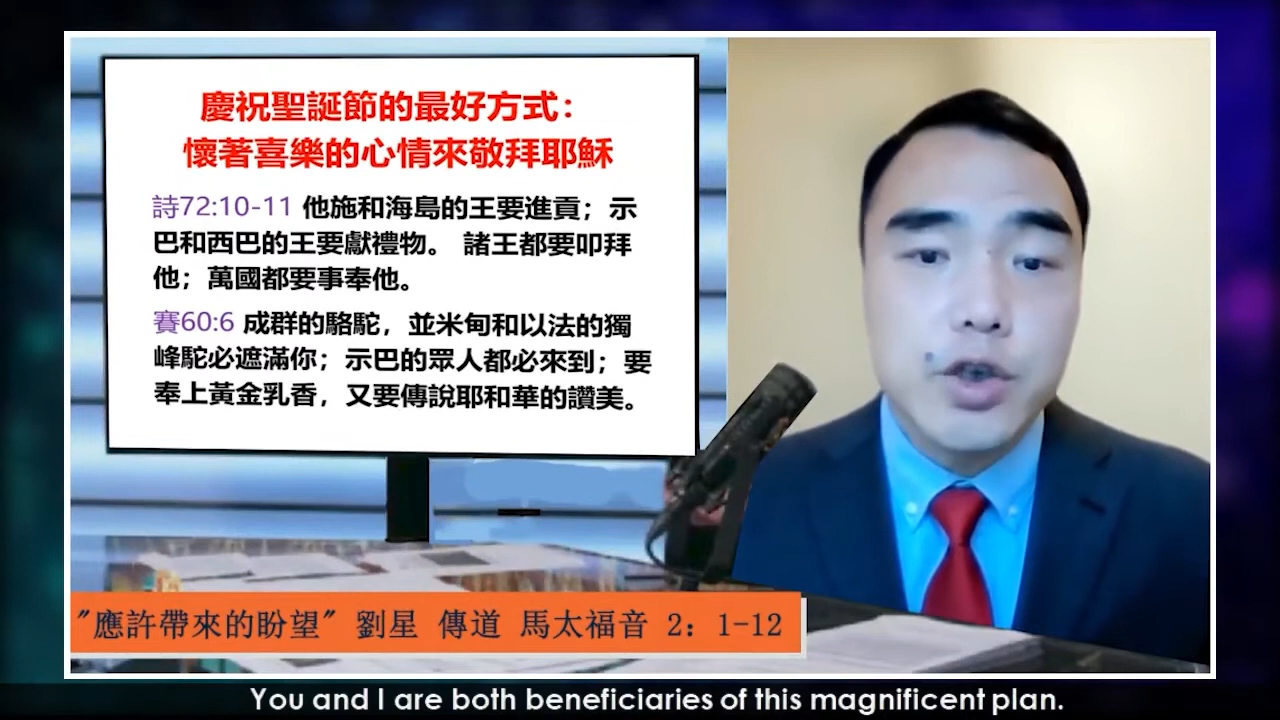 慶祝聖誕節的最好方式：
懷著喜樂的心情來敬拜耶穌
詩72:10-11 他施和海島的王要進貢；示
巴和西巴的王要獻禮物。 諸王都要叩拜
他；萬國都要事奉他。
賽60:6 成群的駱駝，並米甸和以法的獨
峰駝必遮滿你；示巴的眾人都必來到；要
奉上黃金乳香，又要傳說耶和華的讚美。
"應許帶來的盼望" 劉星 傳道 馬太福音 2: 1-12
You and I are both beneficiaries of this magnificent plan.